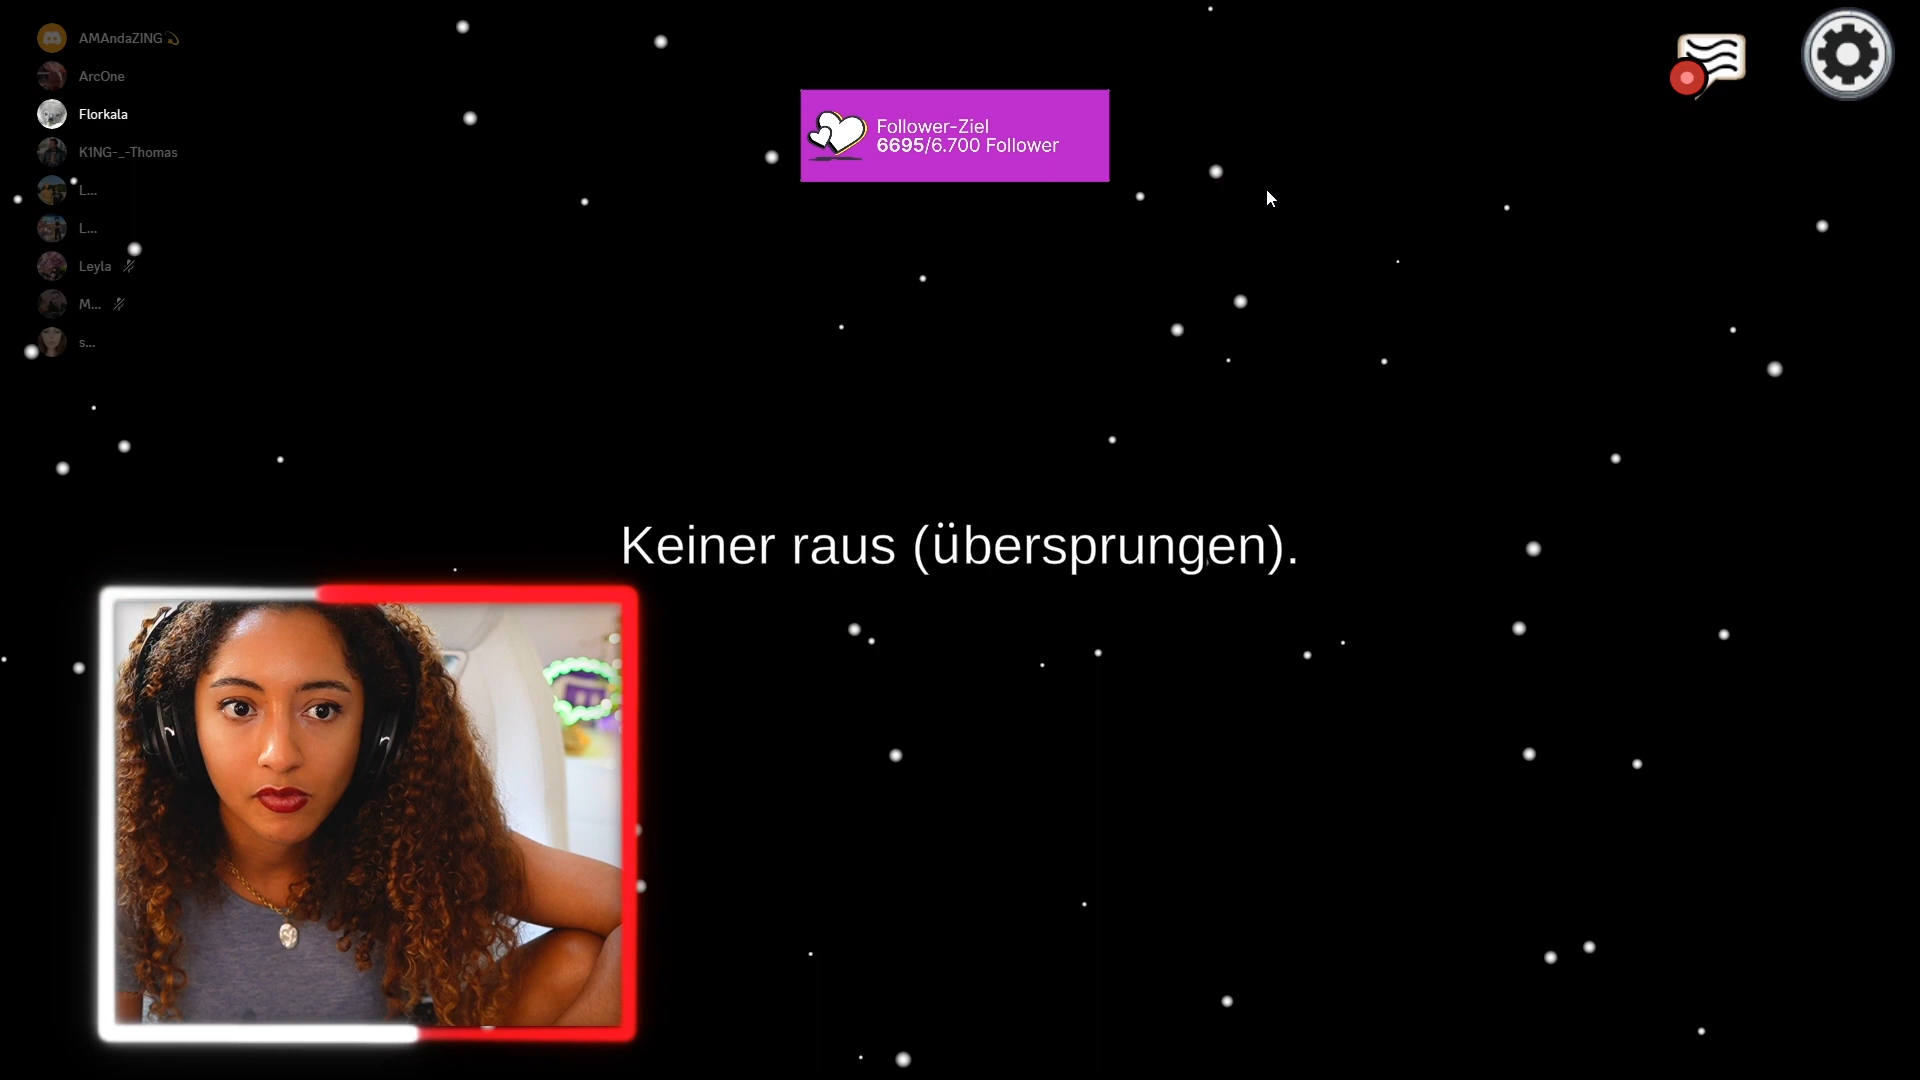 AMAndaZING
ArcOne
Florkala
K1NG-_-Thomas
L...
L...
Leyla
M...
s...
Follower-Ziel
6695/6.700 Follower
Keiner raus (übersprungen).